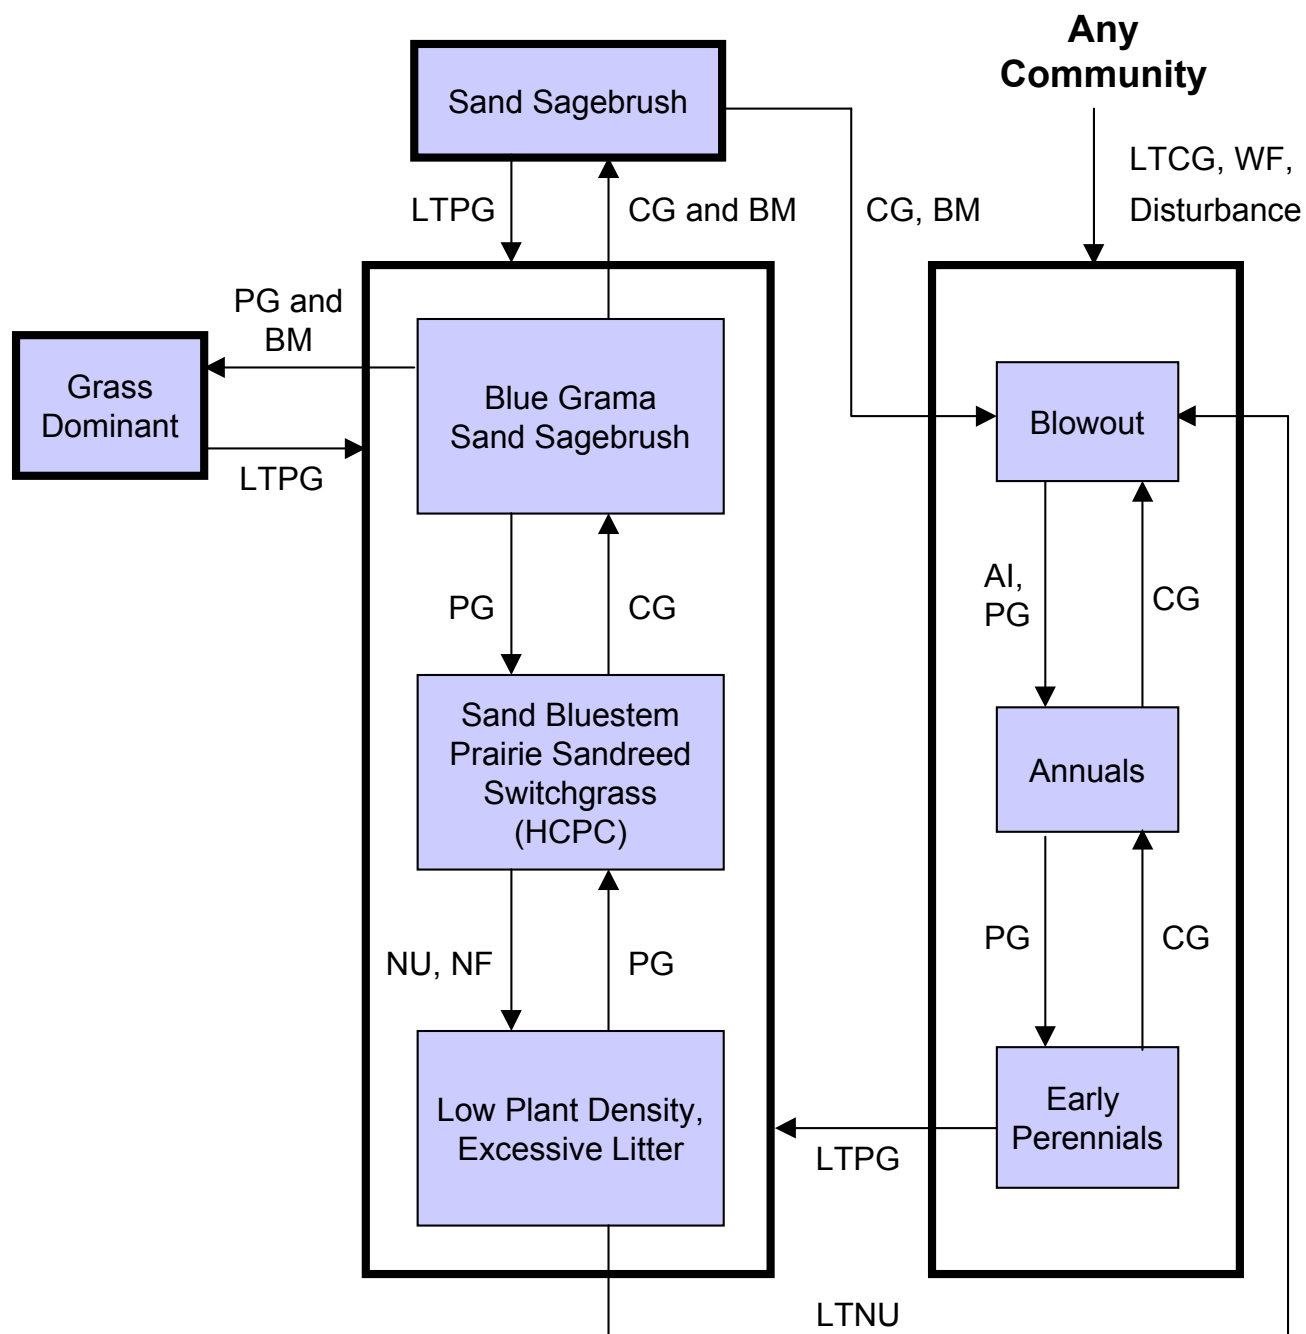 Any
Community
Sand Sagebrush
LTCG, WF,
Disturbance
LTPG
CG and BM
CG, BM
PG and
BM
Grass
Dominant
LTPG
Blue Grama
Sand Sagebrush
Blowout
PG
CG
AI,
PG
CG
Sand Bluestem
Prairie Sandreed
Switchgrass
(HCPC)
Annuals
NU, NF
PG
PG
CG
Low Plant Density,
Excessive Litter
Early
Perennials
LTPG
LTNU